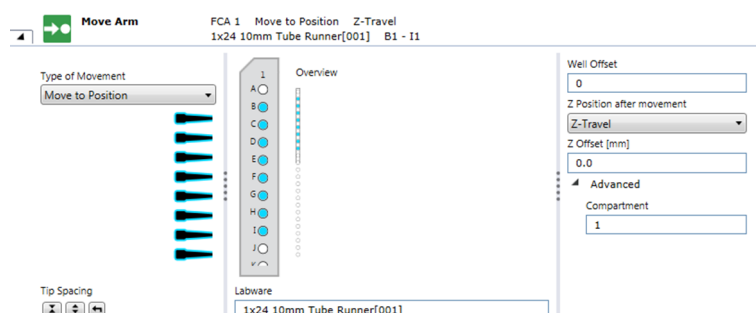 Move Arm
FCA 1 Move to Position Z-Travel
1x24 10mm Tube Runner[001] B1 - I1
Type of Movement
Move to Position
1
A
B
C
D
E
F
G
H
I
J
Overview
Well Offset
0
Z Position after movement
Z-Travel
Z Offset [mm]
0.0
Advanced
Compartment
1
Tip Spacing
Labware
1x24 10mm Tube Runner[001]